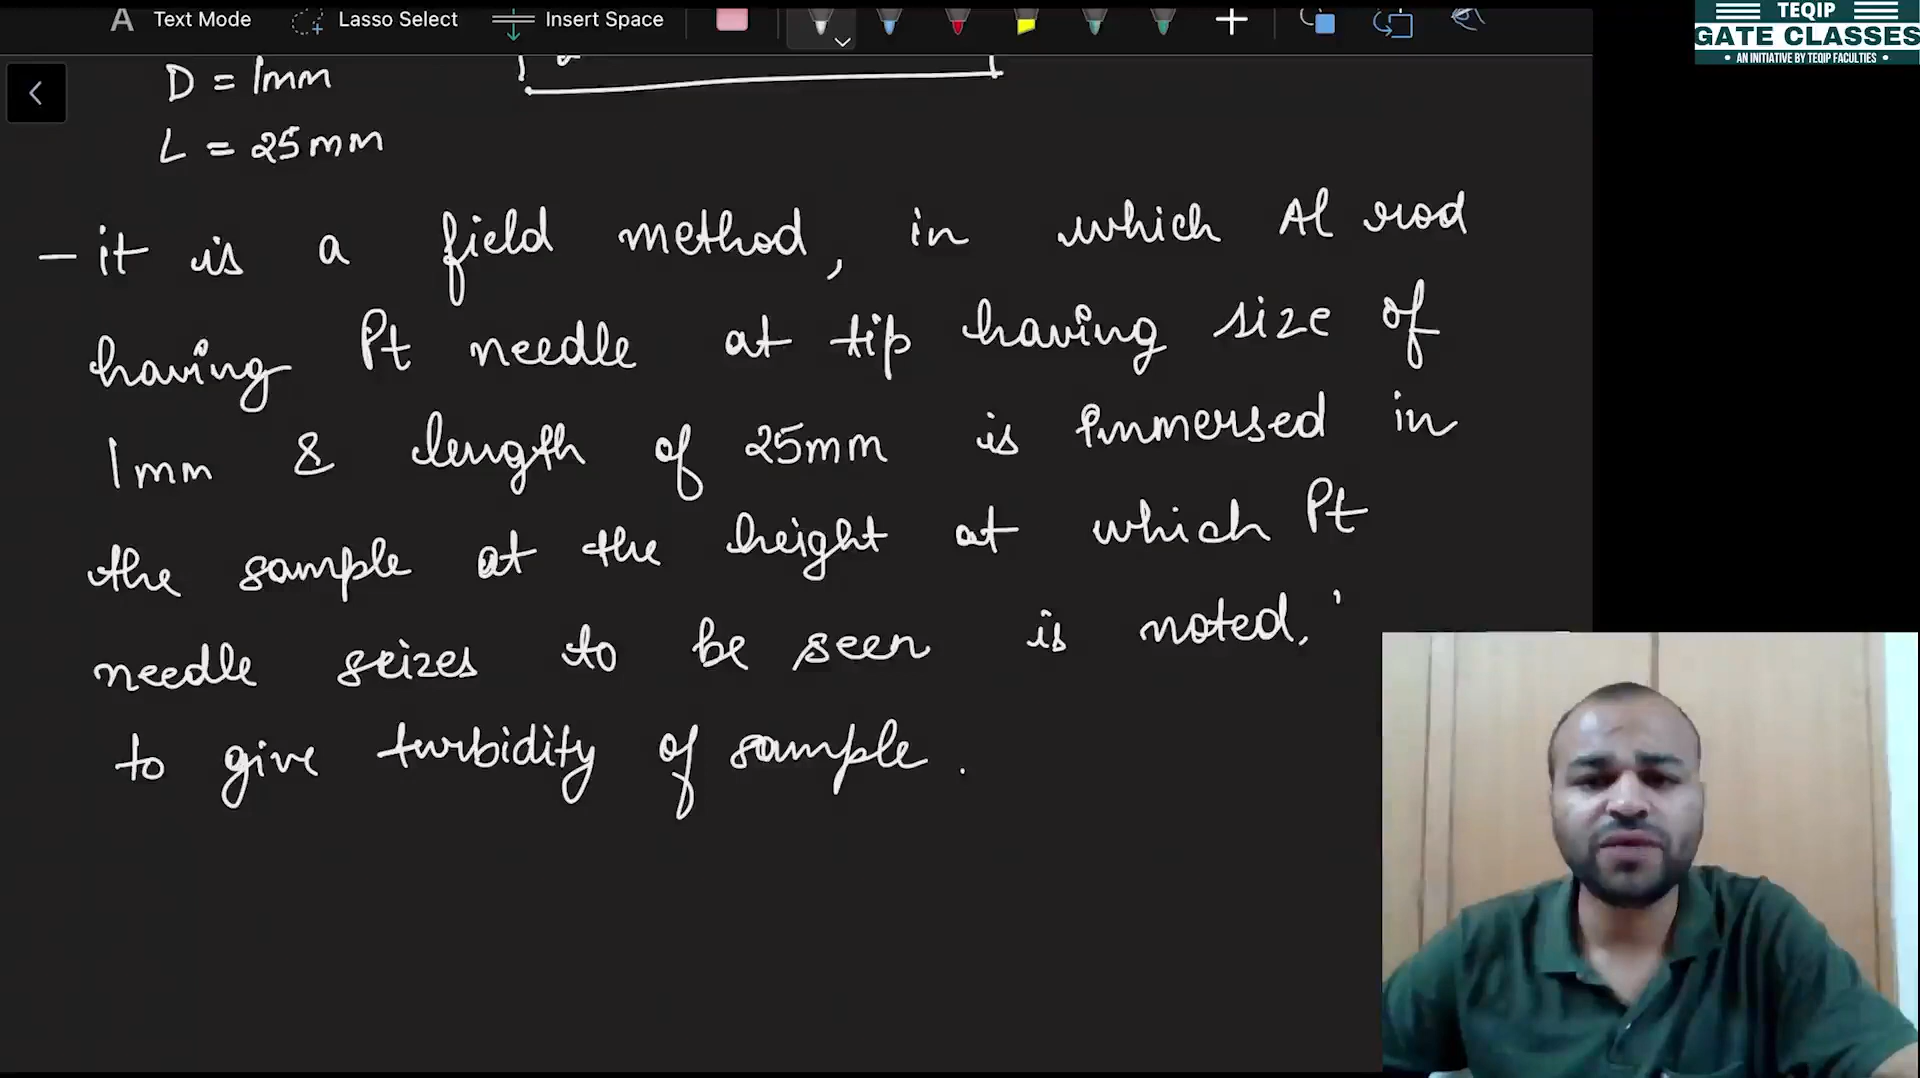 Text Mode Lasso Select Insert Space
TEQIP
GATE CLASSES
• AN INITIATIVE BY TEQIP FACULTIES •
D = 1mm
L = 25mm
- it is a field method, in which Al rod
having Pt needle at tip having size of
1mm & length of 25mm is immersed in
the sample at the height at which Pt
needle seizes to be seen is noted,
to give turbidity of sample.